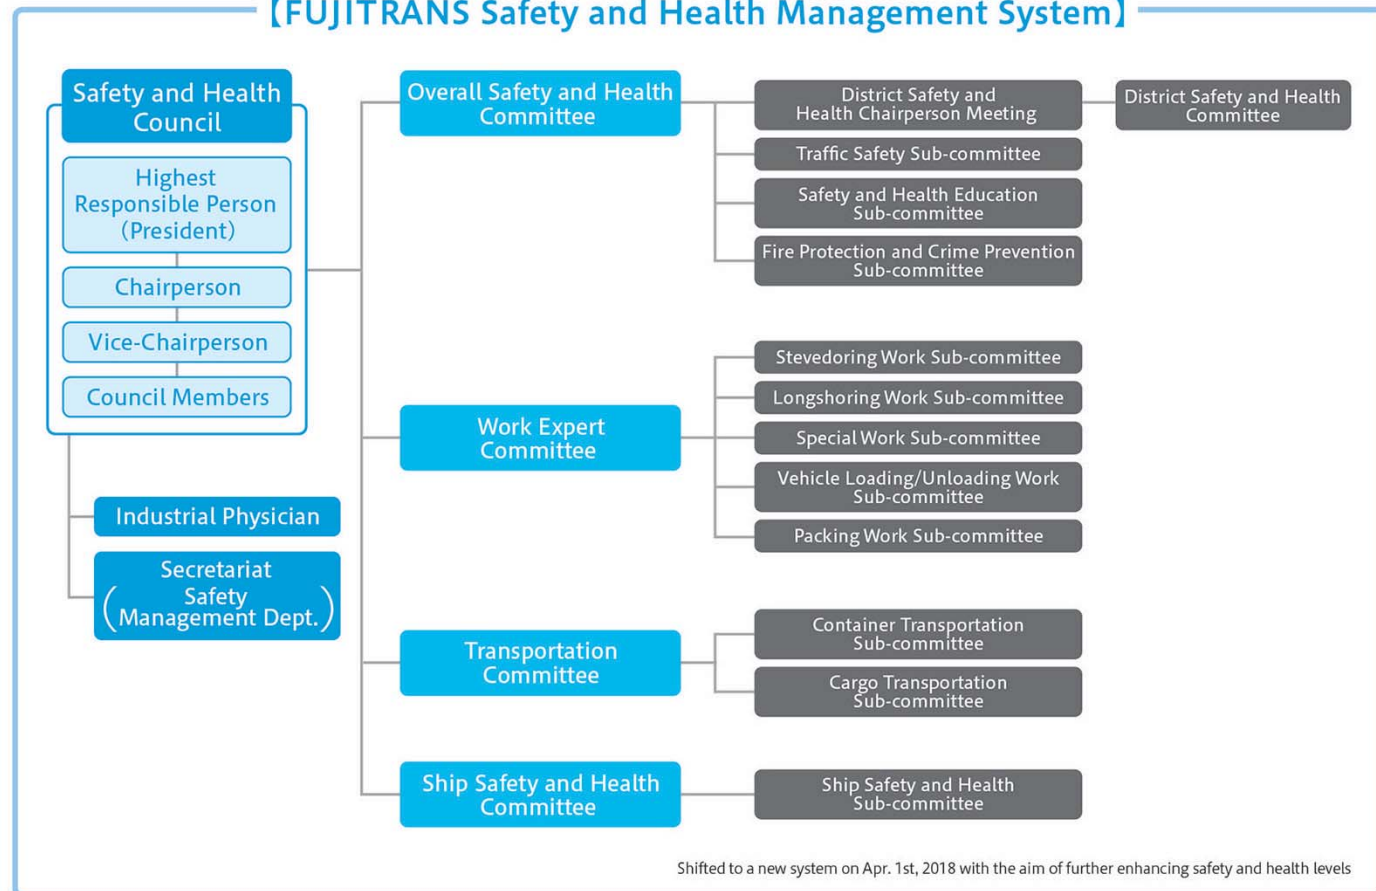 【FUJITRANS Safety and Health Management System】
Safety and Health
Council
Highest
Responsible Person
（President）
Chairperson
Vice-Chairperson
Council Members
Industrial Physician
Secretariat
(Safety
Management Dept.)
Overall Safety and Health
Committee
District Safety and
Health Chairperson Meeting
District Safety and Health
Committee
Traffic Safety Sub-committee
Safety and Health Education
Sub-committee
Fire Protection and Crime Prevention
Sub-committee
Work Expert
Committee
Stevedoring Work Sub-committee
Longshoring Work Sub-committee
Special Work Sub-committee
Vehicle Loading/Unloading Work
Sub-committee
Packing Work Sub-committee
Transportation
Committee
Container Transportation
Sub-committee
Cargo Transportation
Sub-committee
Ship Safety and Health
Committee
Ship Safety and Health
Sub-committee
Shifted to a new system on Apr. 1st, 2018 with the aim of further enhancing safety and health levels